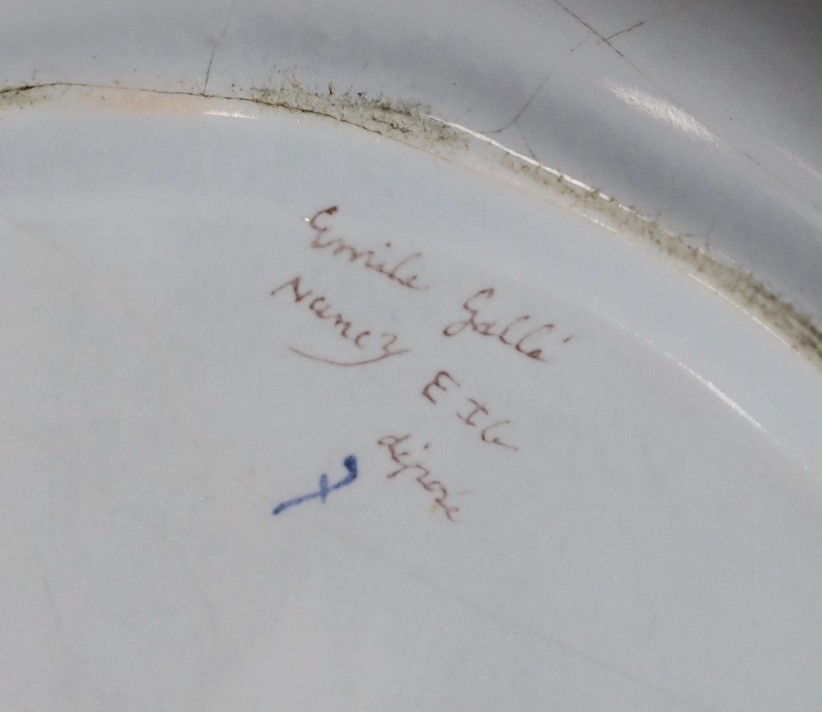 Emile Gallé
Nancy
E I G
déposé